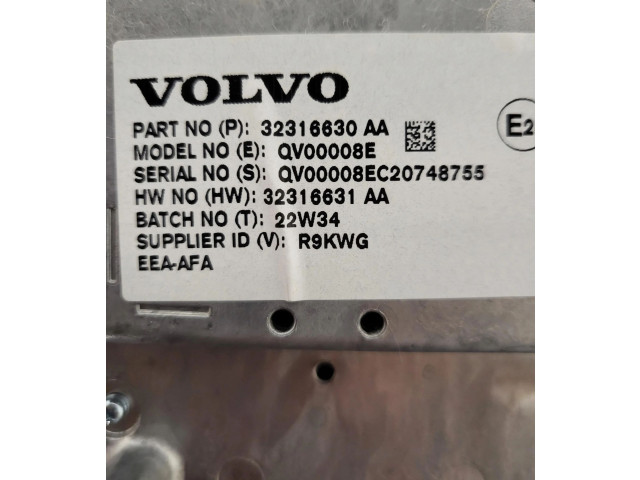 VOLVO
PART NO (P): 32316630 AA
MODEL NO (E): QV00008E
SERIAL NO (S): QV00008EC20748755
HW NO (HW): 32316631 AA
BATCH NO (T): 22W34
SUPPLIER ID (V): R9KWG
EEA-AFA
E2